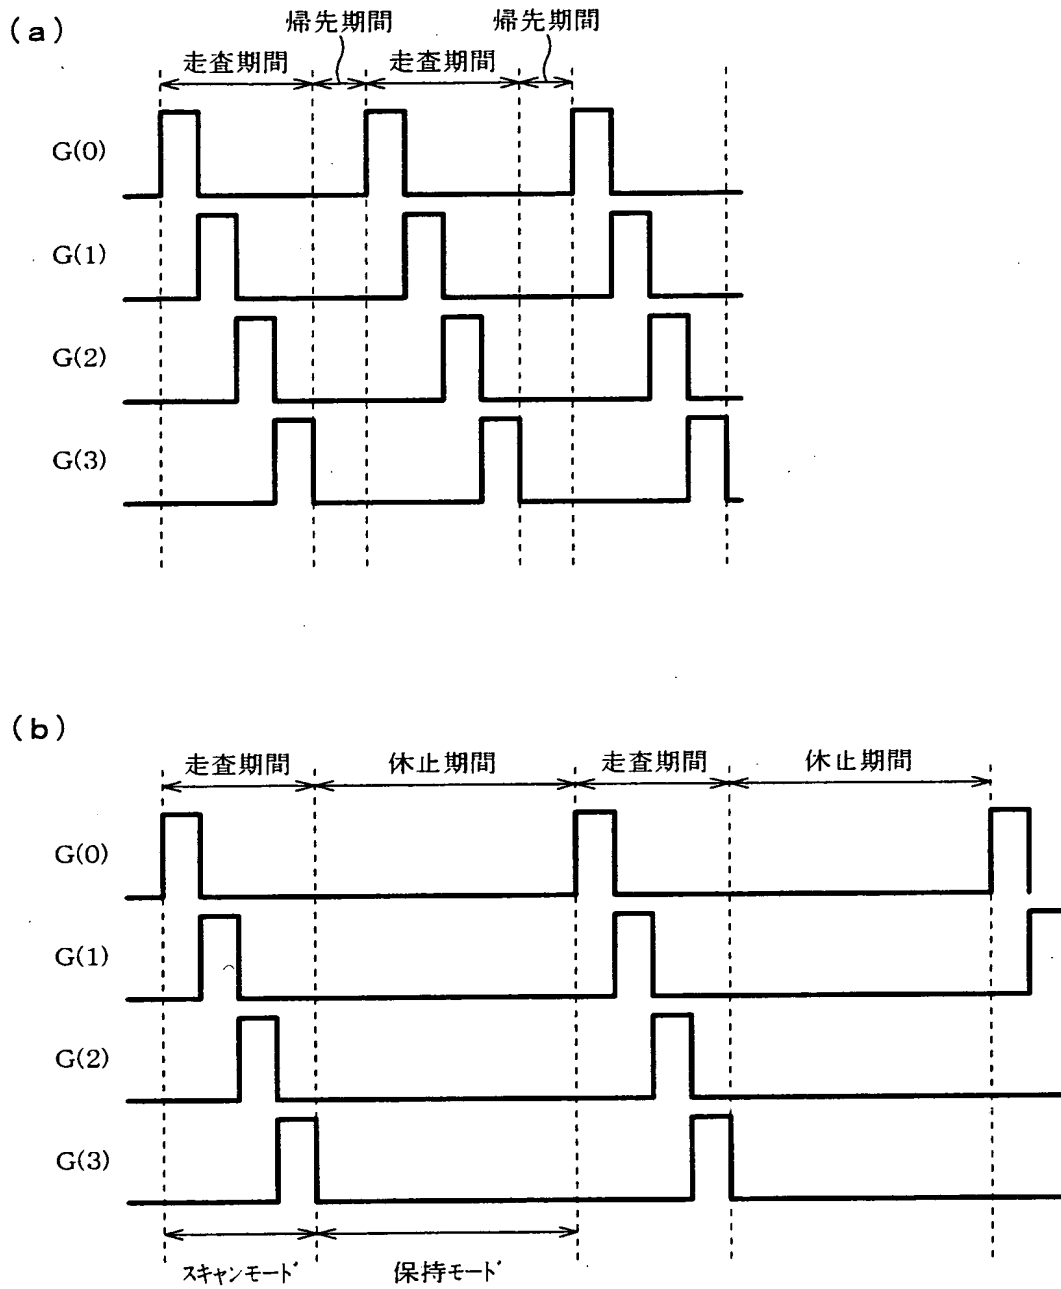 (a)
帰先期間 帰先期間
走査期間 走査期間
G(0)
G(1)
G(2)
G(3)
(b)
走査期間 休止期間 走査期間 休止期間
G(0)
G(1)
G(2)
G(3)
スキャンモード 保持モード